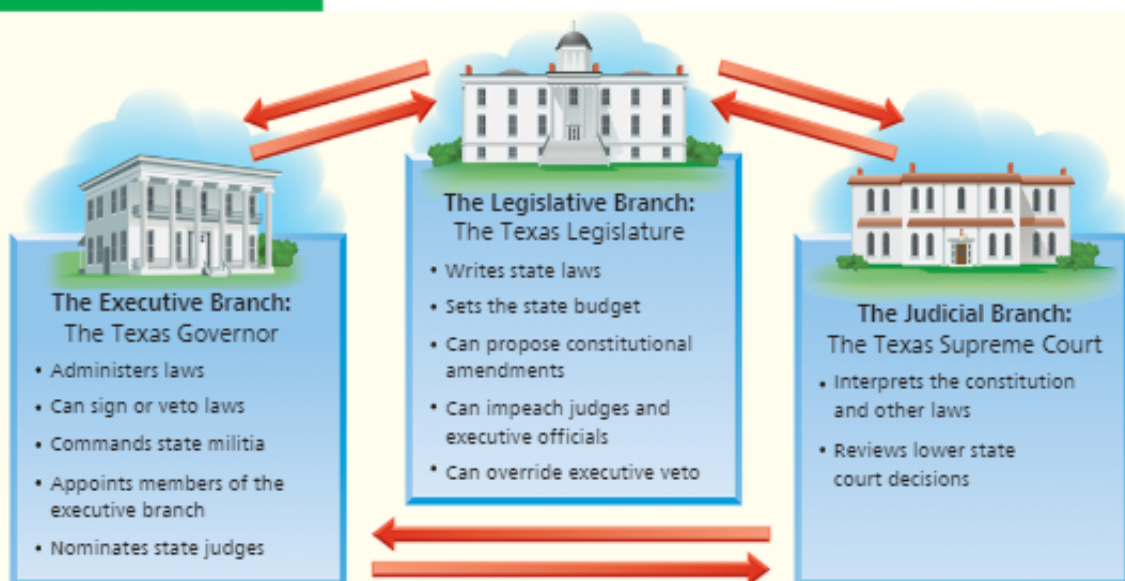 The Executive Branch:
The Texas Governor
• Administers laws
• Can sign or veto laws
• Commands state militia
• Appoints members of the
executive branch
• Nominates state judges
The Legislative Branch:
The Texas Legislature
• Writes state laws
• Sets the state budget
• Can propose constitutional
amendments
• Can impeach judges and
executive officials
• Can override executive veto
The Judicial Branch:
The Texas Supreme Court
• Interprets the constitution
and other laws
• Reviews lower state
court decisions